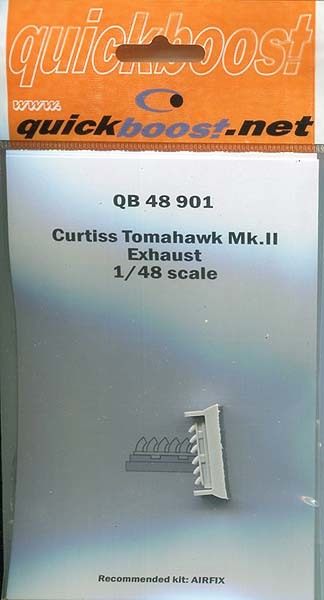 quickboost
www.
quickboost.net
QB 48 901
Curtiss Tomahawk Mk.II
Exhaust
1/48 scale
Recommended kit: AIRFIX